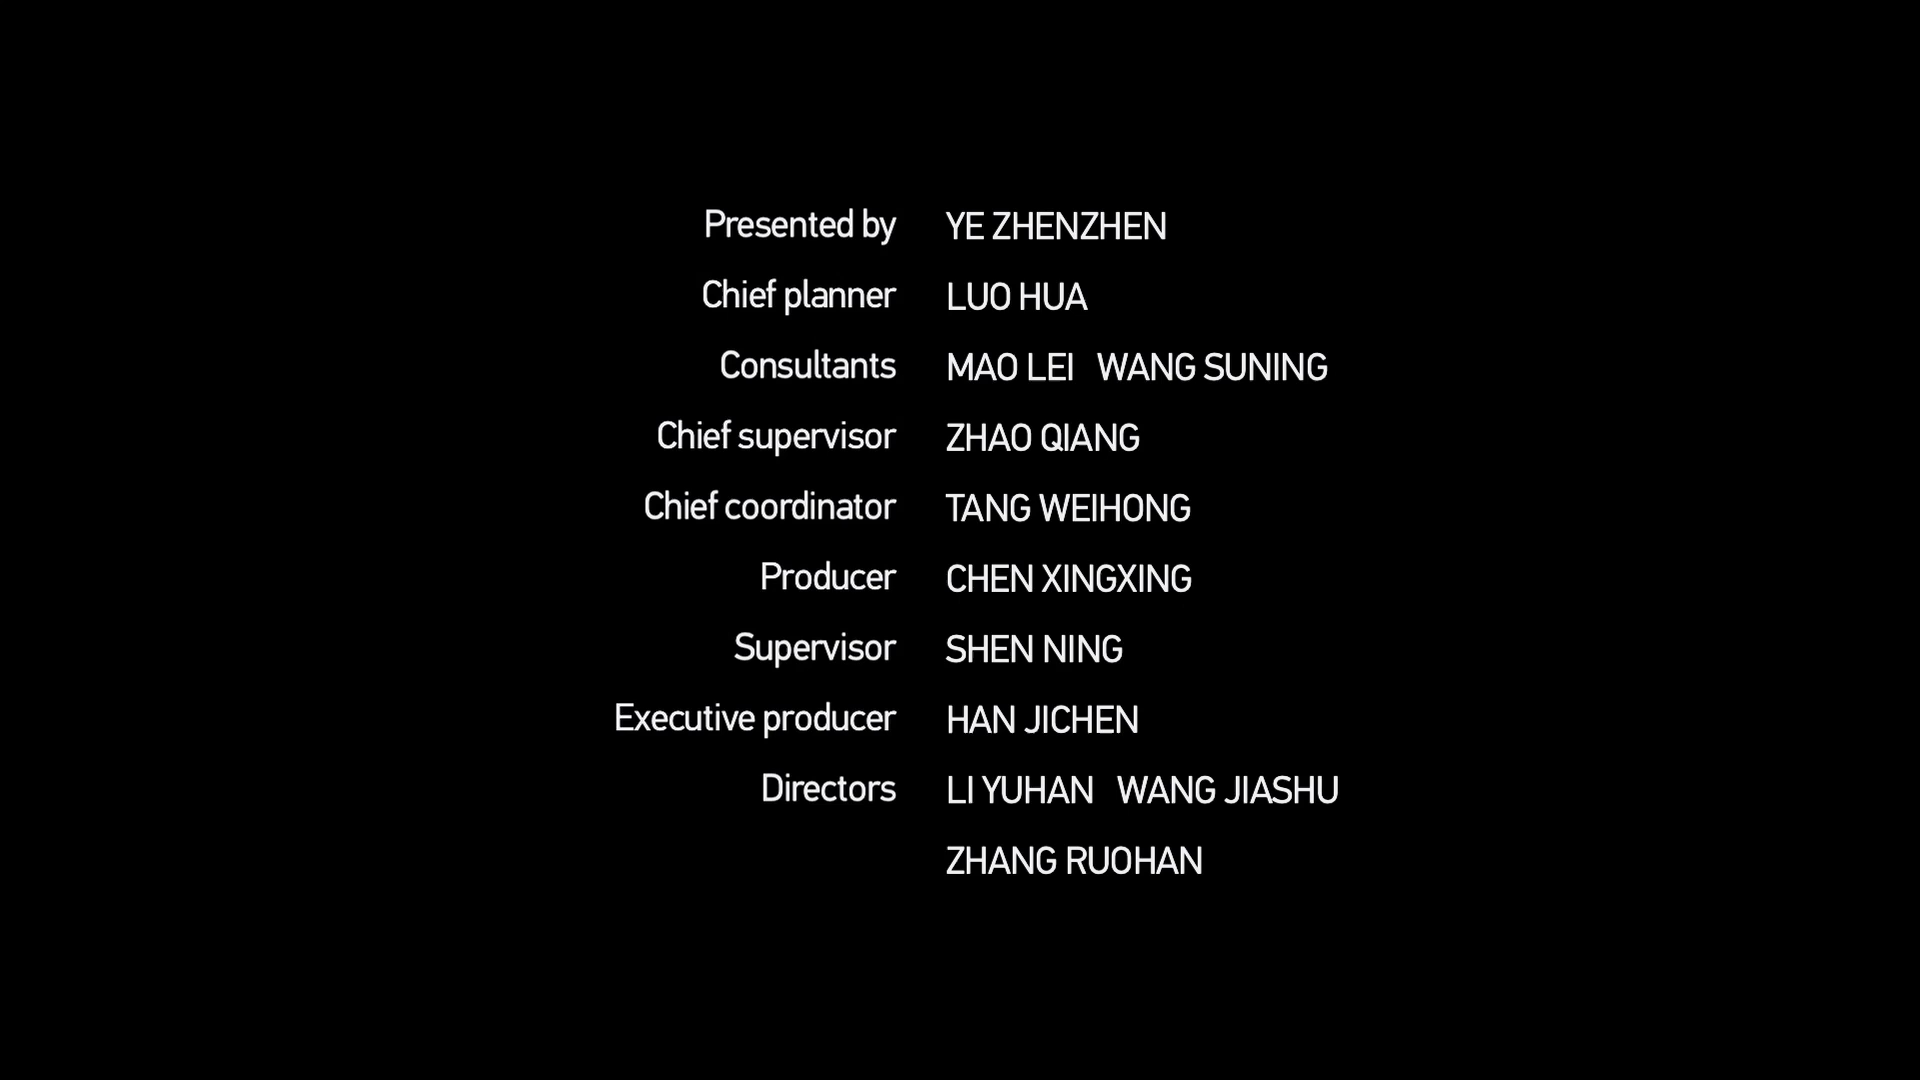 Presented by YE ZHENZHEN
Chief planner LUO HUA
Consultants MAO LEI WANG SUNING
Chief supervisor ZHAO QIANG
Chief coordinator TANG WEIHONG
Producer CHEN XINGXING
Supervisor SHEN NING
Executive producer HAN JICHEN
Directors LI YUHAN WANG JIASHU
ZHANG RUOHAN